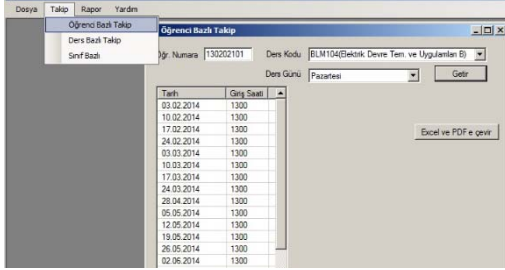 Dosya Takip Rapor Yardım
Öğrenci Bazlı Takip
Ders Bazlı Takip
Sınıf Bazlı
Öğrenci Bazlı Takip
Öğr. Numara 130202101 Ders Kodu BLM104(Elektrik Devre Tem. ve Uygulamları B)
Ders Günü Pazartesi Getir
Tarih Giriş Saati
03.02.2014 1300
10.02.2014 1300
17.02.2014 1300
24.02.2014 1300
03.03.2014 1300
10.03.2014 1300
17.03.2014 1300
24.03.2014 1300
28.04.2014 1300
05.05.2014 1300
12.05.2014 1300
19.05.2014 1300
26.05.2014 1300
02.06.2014 1300
Excel ve PDF e çevir